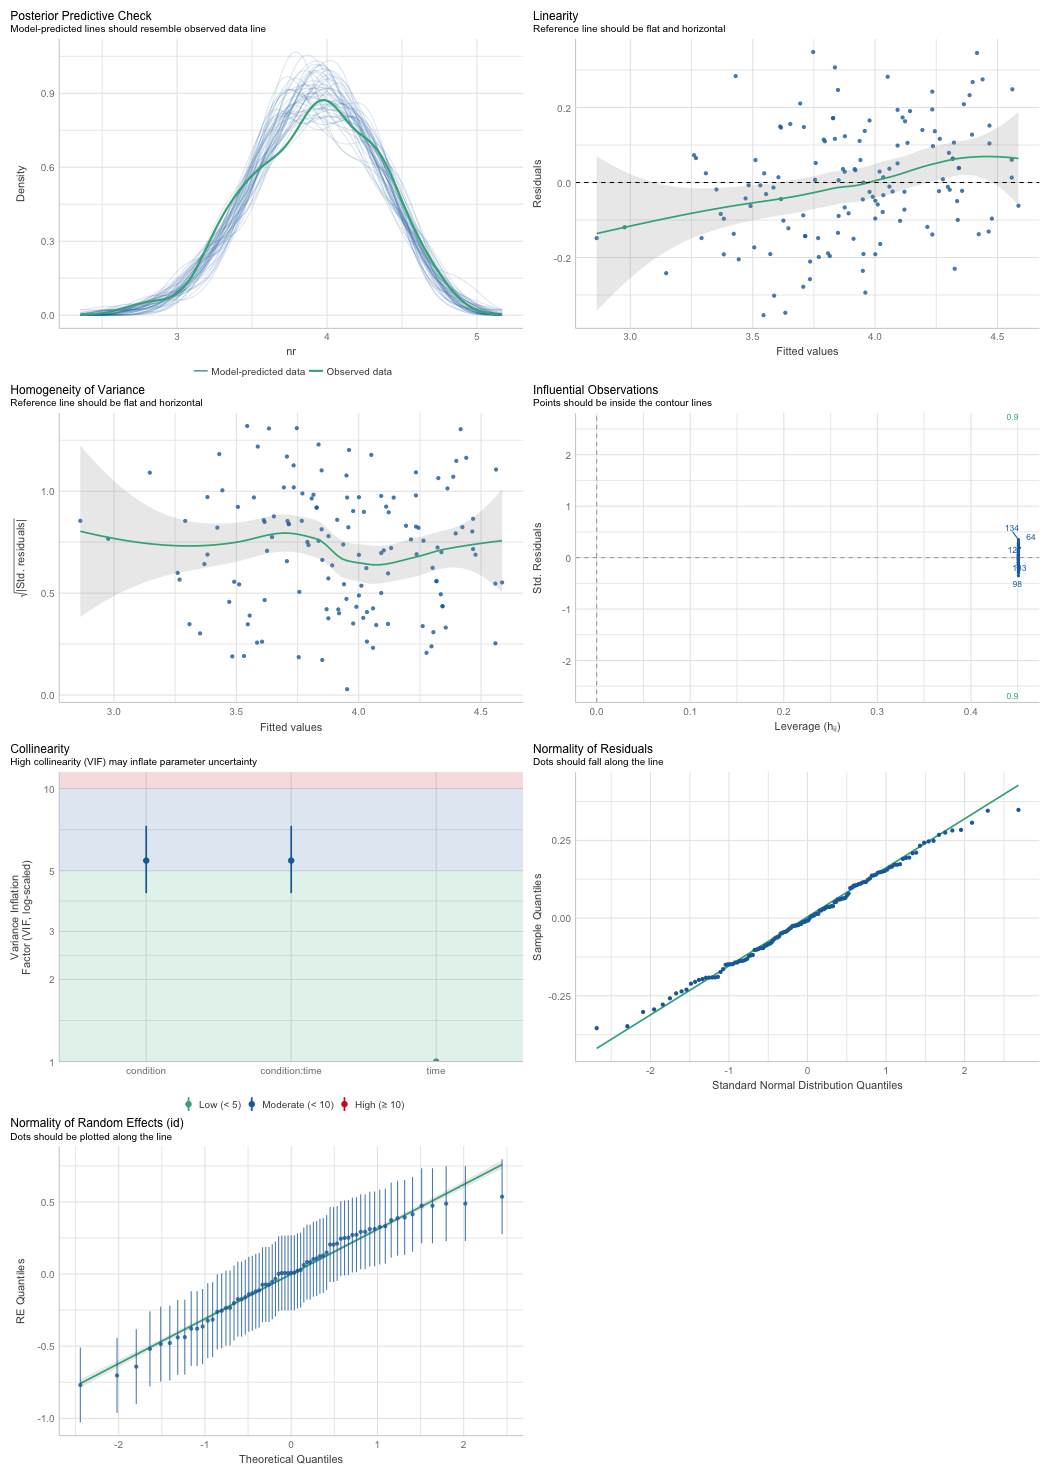 Posterior Predictive Check
Model-predicted lines should resemble observed data line
0.9
0.6
0.3
0.0
Density
3
4
5
nr
Model-predicted data
Observed data
Linearity
Reference line should be flat and horizontal
0.2
0.0
-0.2
Residuals
3.0
3.5
4.0
4.5
Fitted values
Homogeneity of Variance
Reference line should be flat and horizontal
1.0
0.5
0.0
√|Std. residuals|
3.0
3.5
4.0
4.5
Fitted values
Influential Observations
Points should be inside the contour lines
0.9
2
1
0
-1
-2
Std. Residuals
134
64
98
0.9
0.0
0.1
0.2
0.3
0.4
Leverage (hᵢᵢ)
Collinearity
High collinearity (VIF) may inflate parameter uncertainty
10
5
3
2
1
Variance Inflation
Factor (VIF, log-scaled)
condition
condition:time
time
Low (< 5)
Moderate (< 10)
High (≥ 10)
Normality of Residuals
Dots should fall along the line
0.25
0.00
-0.25
Sample Quantiles
-2
-1
0
1
2
Standard Normal Distribution Quantiles
Normality of Random Effects (id)
Dots should be plotted along the line
0.5
0.0
-0.5
-1.0
RE Quantiles
-2
-1
0
1
2
Theoretical Quantiles